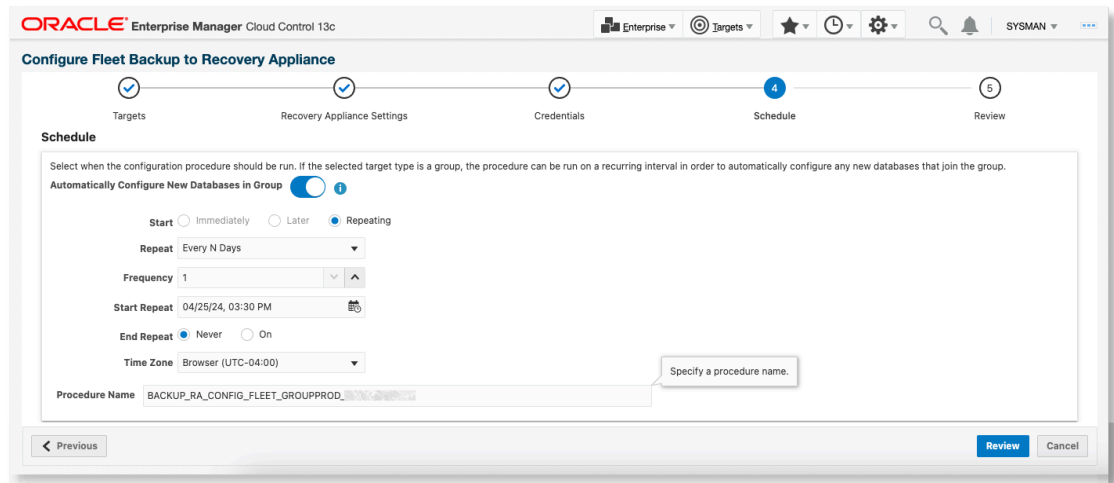 ORACLE Enterprise Manager Cloud Control 13c
Enterprise
Targets
SYSMAN
Configure Fleet Backup to Recovery Appliance
4
5
Targets
Recovery Appliance Settings
Credentials
Schedule
Review
Schedule
Select when the configuration procedure should be run. If the selected target type is a group, the procedure can be run on a recurring interval in order to automatically configure any new databases that join the group.
Automatically Configure New Databases in Group
Start Immediately Later Repeating
Repeat Every N Days
Frequency 1
Start Repeat 04/25/24, 03:30 PM
End Repeat Never On
Time Zone Browser (UTC-04:00)
Specify a procedure name.
Procedure Name BACKUP_RA_CONFIG_FLEET_GROUPPROD_
Previous
Review
Cancel